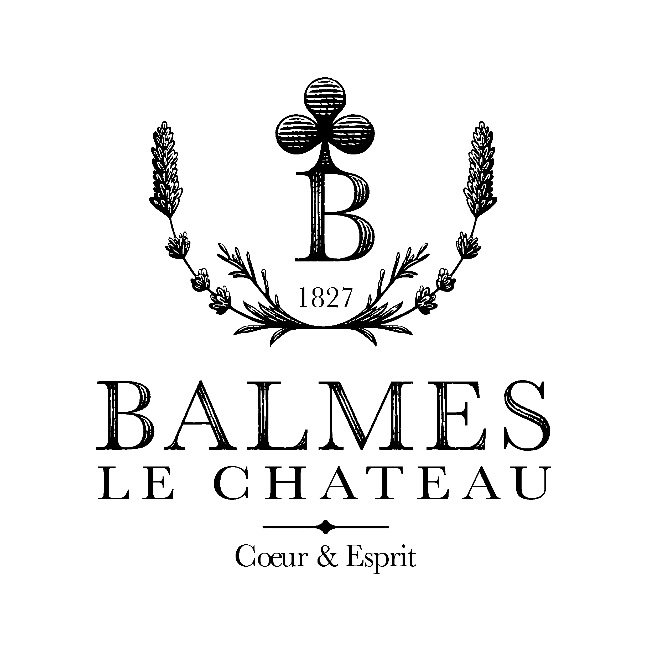 B
1827
BALMES
LE CHATEAU
Cœur & Esprit